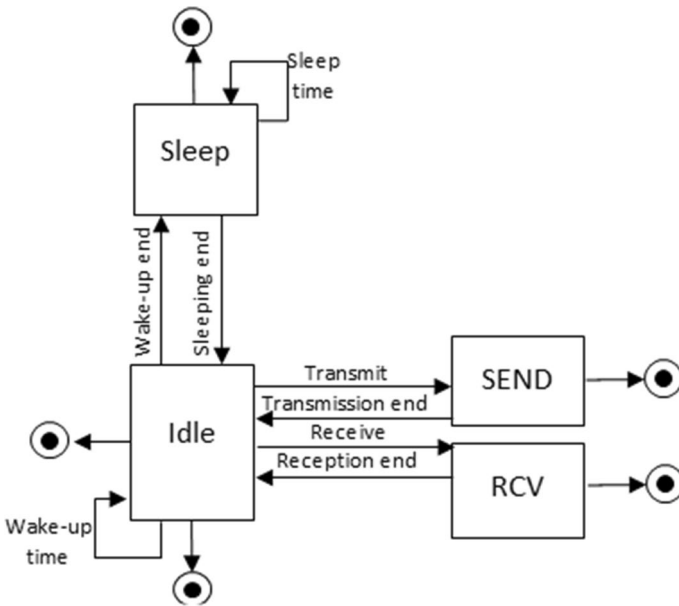 Sleep
time
Sleep
Wake-up end
Sleeping end
Transmit
SEND
Transmission end
Idle
Receive
Reception end
RCV
Wake-up
time